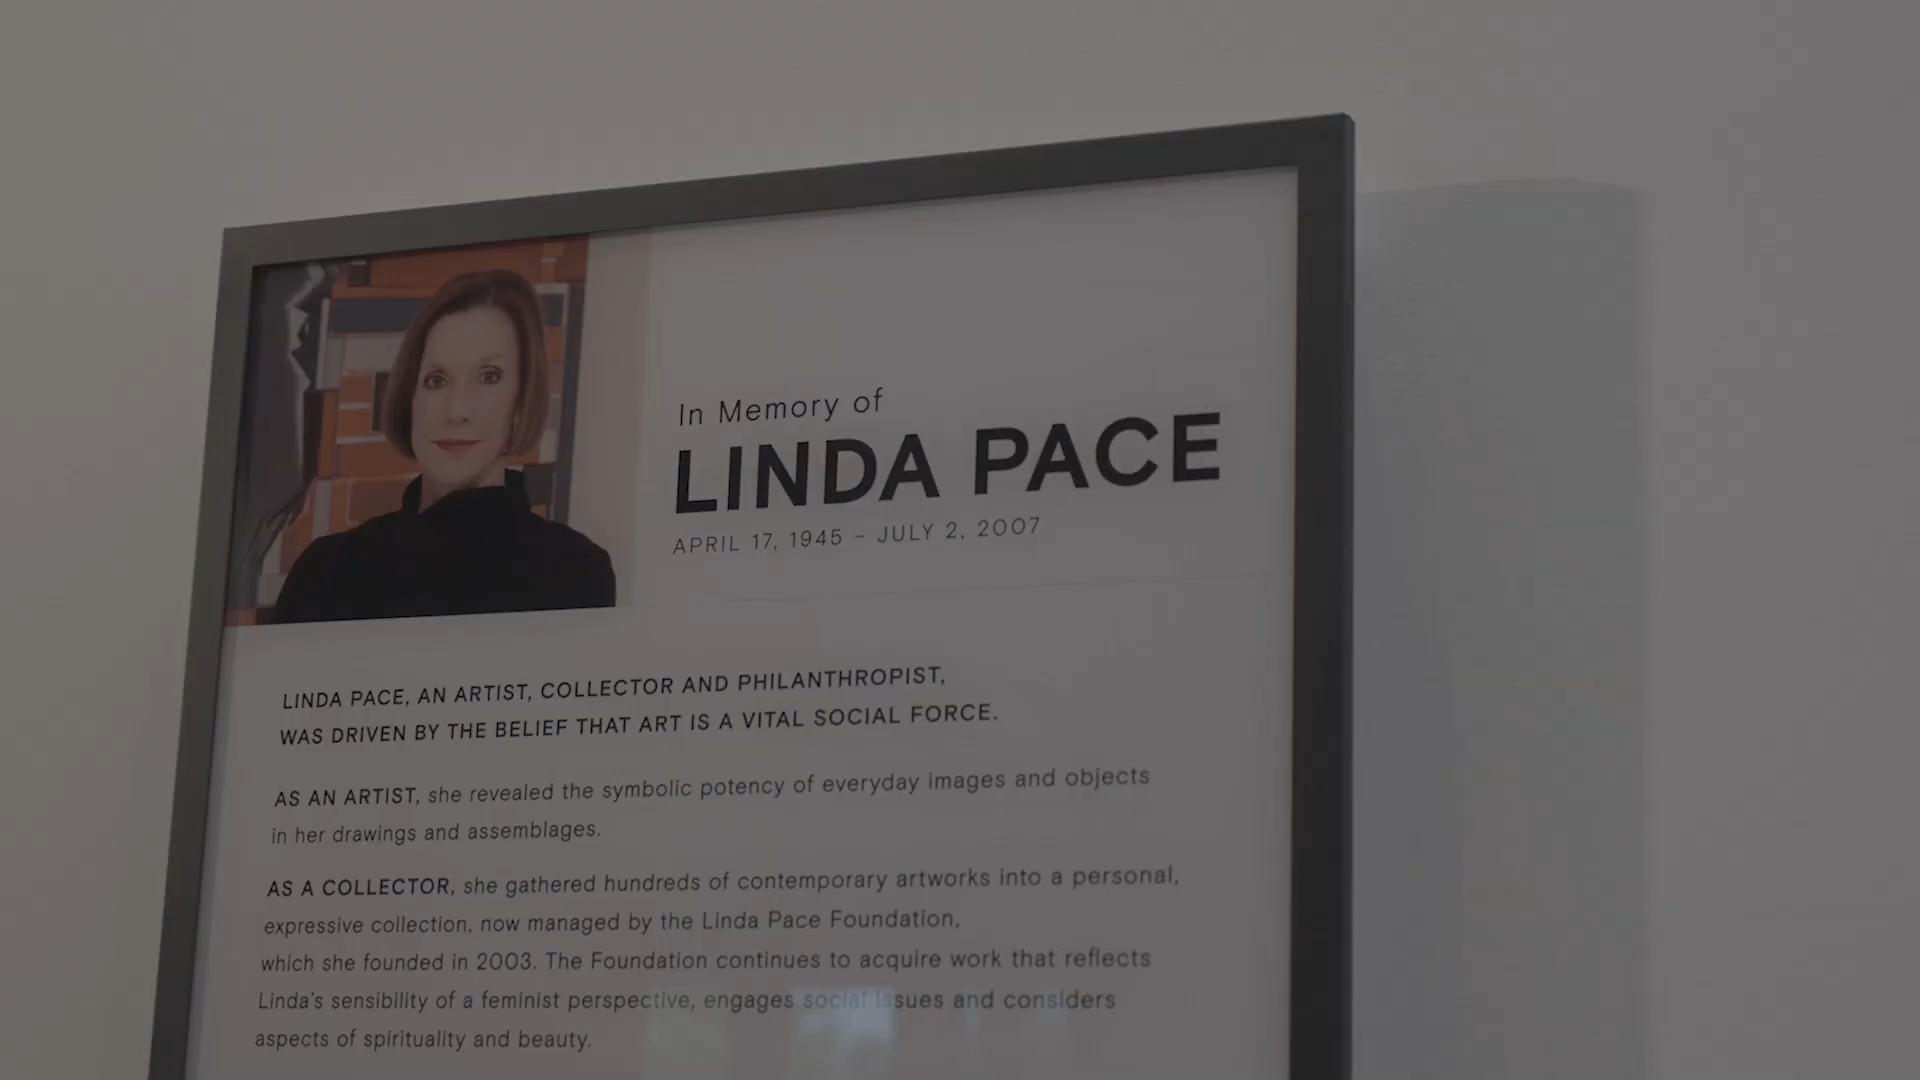 In Memory of
LINDA PACE
APRIL 17, 1945 – JULY 2, 2007
LINDA PACE, AN ARTIST, COLLECTOR AND PHILANTHROPIST,
WAS DRIVEN BY THE BELIEF THAT ART IS A VITAL SOCIAL FORCE.
AS AN ARTIST, she revealed the symbolic potency of everyday images and objects
in her drawings and assemblages.
AS A COLLECTOR, she gathered hundreds of contemporary artworks into a personal,
expressive collection, now managed by the Linda Pace Foundation,
which she founded in 2003. The Foundation continues to acquire work that reflects
Linda's sensibility of a feminist perspective, engages social issues and considers
aspects of spirituality and beauty.